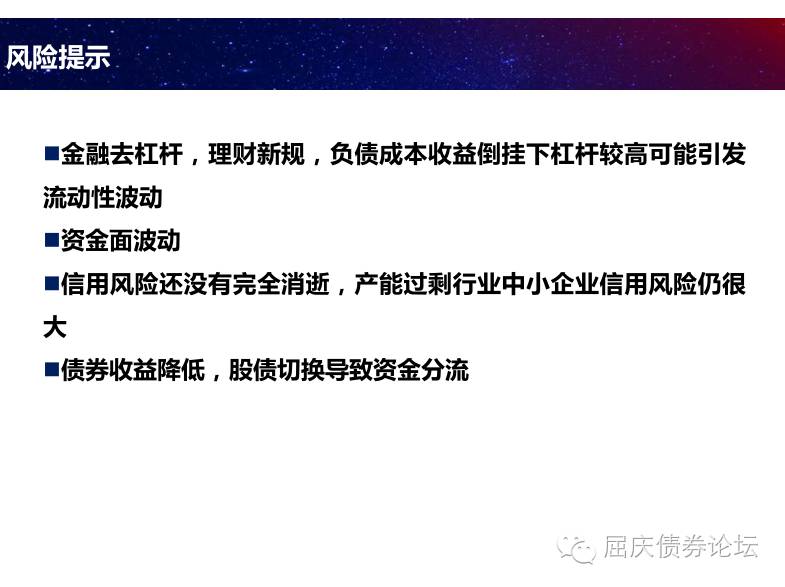 风险提示
■金融去杠杆，理财新规，负债成本收益倒挂下杠杆较高可能引发
流动性波动
■资金面波动
■信用风险还没有完全消逝，产能过剩行业中小企业信用风险仍很
大
■债券收益降低，股债切换导致资金分流
屈庆债券论坛